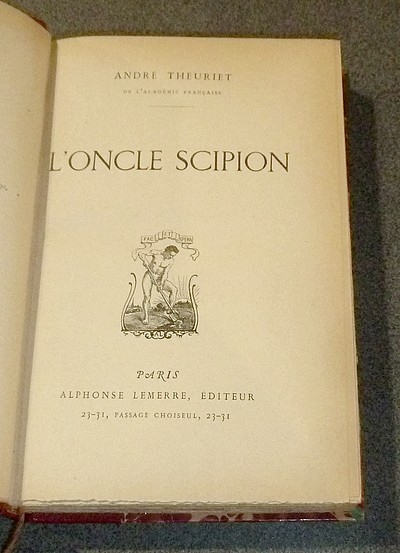 ANDRÉ THEURIET
DE L'ACADÉMIE FRANÇAISE
L'ONCLE SCIPION
FAC ET SPERA
AL
PARIS
ALPHONSE LEMERRE, ÉDITEUR
23-31, PASSAGE CHOISEUL, 23-31